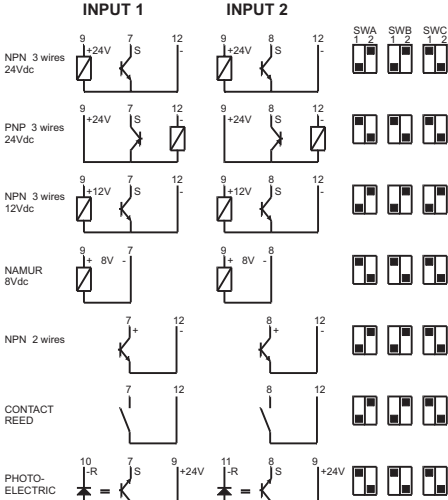 INPUT 1 INPUT 2
SWA SWB SWC
1 2 1 2 1 2
9 7 12 9 8 12
NPN 3 wires
24Vdc
+24V S - +24V S -
9 7 12 9 8 12
PNP 3 wires
24Vdc
+24V S - +24V S -
9 7 12 9 8 12
NPN 3 wires
12Vdc
+12V S - +12V S -
9 7 9 8
NAMUR
8Vdc
+ 8V - + 8V -
7 12 8 12
NPN 2 wires
+ - + -
7 12 8 12
CONTACT
REED
10 7 9 11 8 9
PHOTO-
ELECTRIC
-R = S +24V -R = S +24V